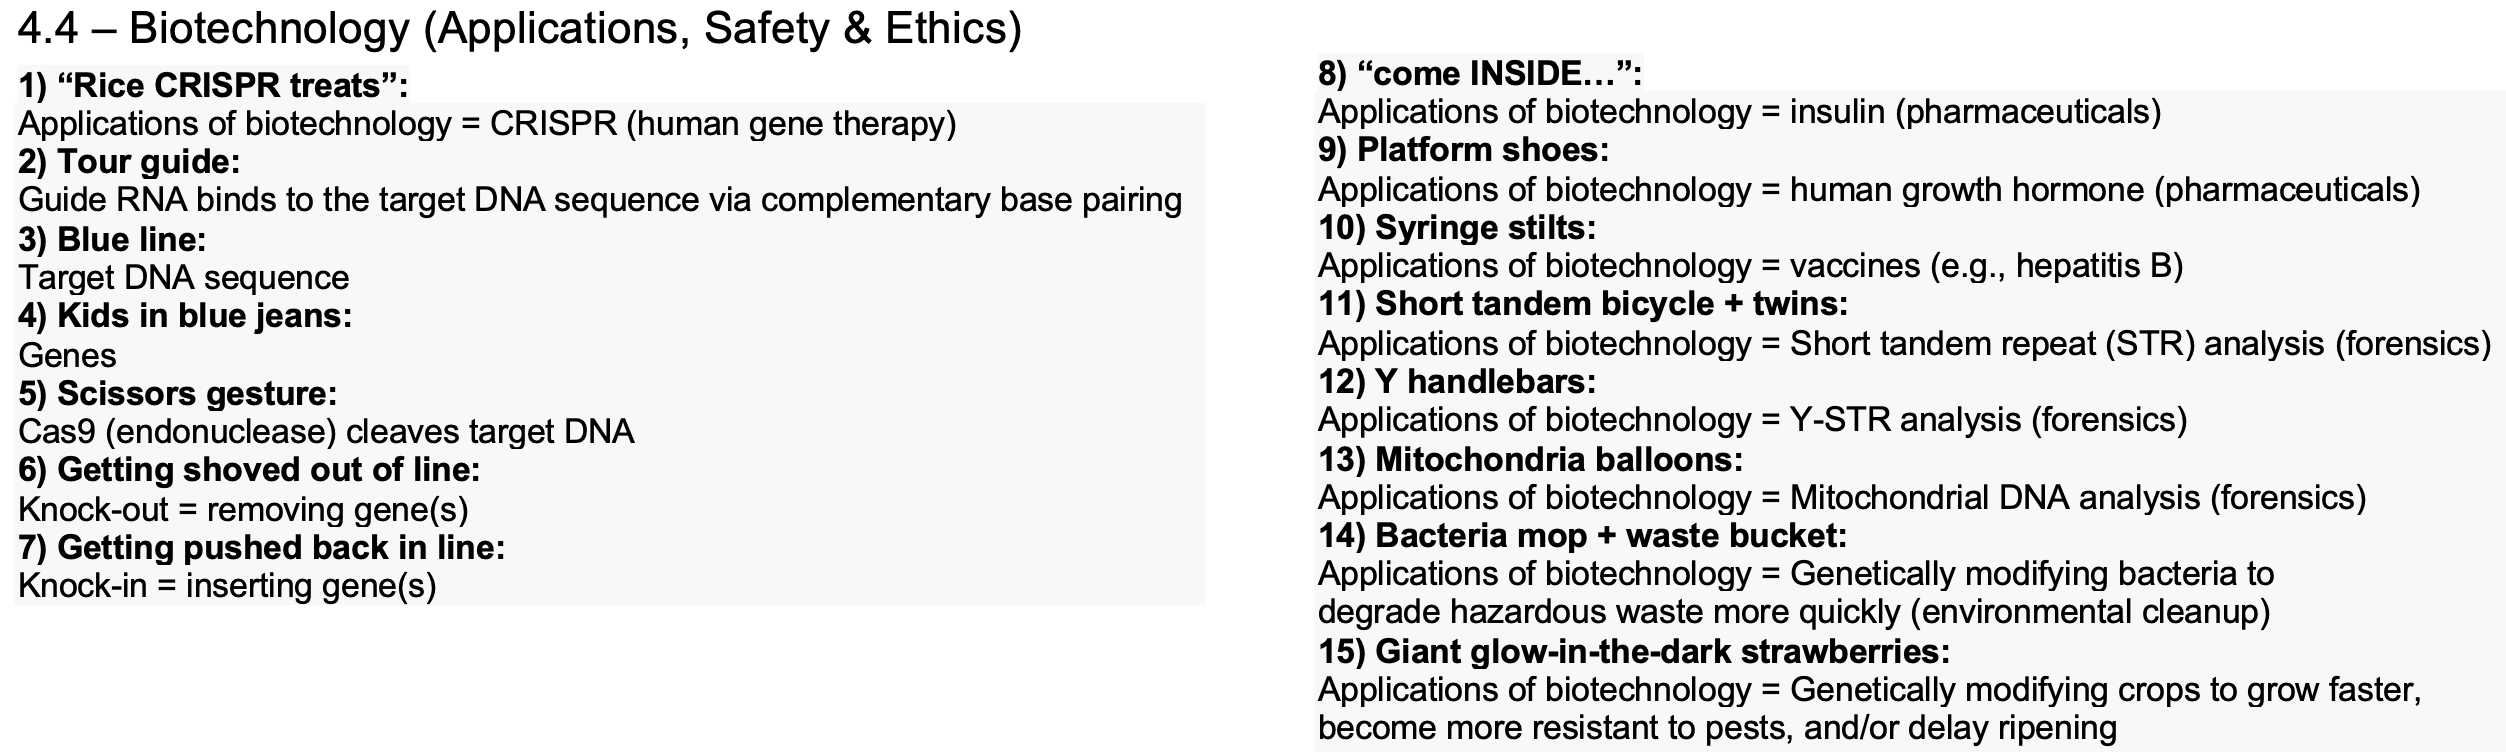 4.4 – Biotechnology (Applications, Safety & Ethics)
1) “Rice CRISPR treats”:
Applications of biotechnology = CRISPR (human gene therapy)
2) Tour guide:
Guide RNA binds to the target DNA sequence via complementary base pairing
3) Blue line:
Target DNA sequence
4) Kids in blue jeans:
Genes
5) Scissors gesture:
Cas9 (endonuclease) cleaves target DNA
6) Getting shoved out of line:
Knock-out = removing gene(s)
7) Getting pushed back in line:
Knock-in = inserting gene(s)
8) “come INSIDE…”:
Applications of biotechnology = insulin (pharmaceuticals)
9) Platform shoes:
Applications of biotechnology = human growth hormone (pharmaceuticals)
10) Syringe stilts:
Applications of biotechnology = vaccines (e.g., hepatitis B)
11) Short tandem bicycle + twins:
Applications of biotechnology = Short tandem repeat (STR) analysis (forensics)
12) Y handlebars:
Applications of biotechnology = Y-STR analysis (forensics)
13) Mitochondria balloons:
Applications of biotechnology = Mitochondrial DNA analysis (forensics)
14) Bacteria mop + waste bucket:
Applications of biotechnology = Genetically modifying bacteria to
degrade hazardous waste more quickly (environmental cleanup)
15) Giant glow-in-the-dark strawberries:
Applications of biotechnology = Genetically modifying crops to grow faster,
become more resistant to pests, and/or delay ripening